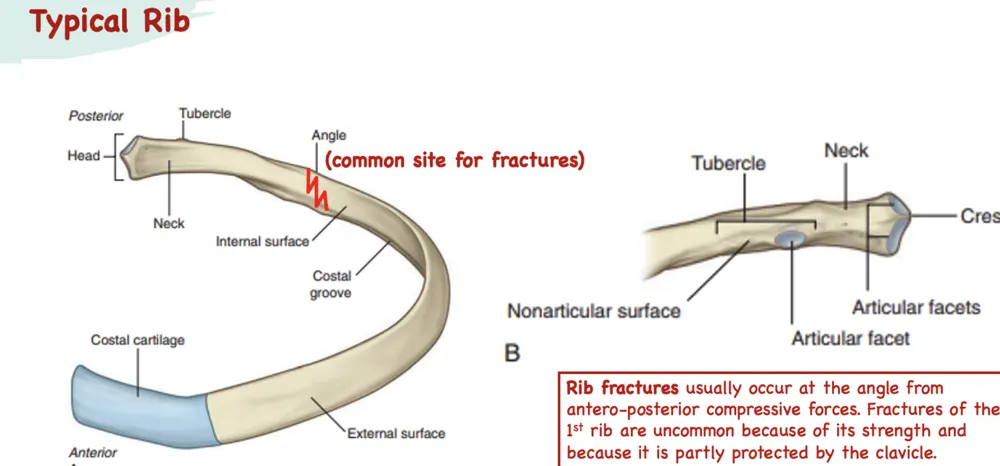 Typical Rib
Posterior
Tubercle
Head
Angle
(common site for fractures)
Neck
Internal surface
Costal
groove
Costal cartilage
External surface
Anterior
Tubercle
Neck
Cres
Nonarticular surface
Articular facets
Articular facet
B
Rib fractures usually occur at the angle from
antero-posterior compressive forces. Fractures of the
1st rib are uncommon because of its strength and
because it is partly protected by the clavicle.